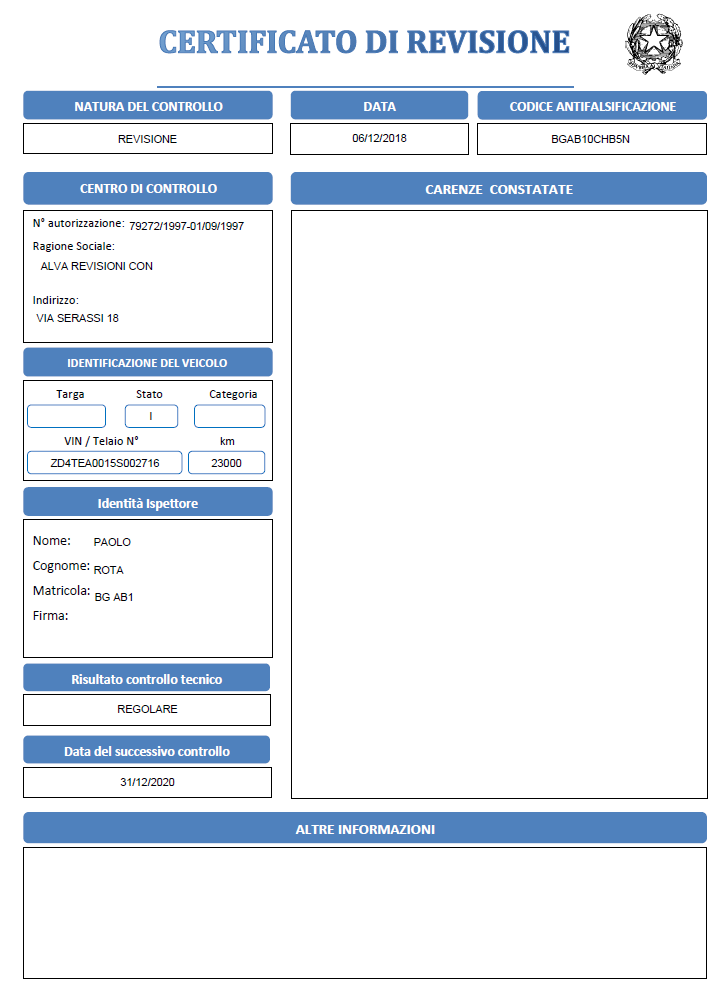 CERTIFICATO DI REVISIONE
NATURA DEL CONTROLLO
REVISIONE
DATA
06/12/2018
CODICE ANTIFALSIFICAZIONE
BGAB10CHB5N
CENTRO DI CONTROLLO
N° autorizzazione: 79272/1997-01/09/1997
Ragione Sociale:
ALVA REVISIONI CON
Indirizzo:
VIA SERASSI 18
CARENZE CONSTATATE
IDENTIFICAZIONE DEL VEICOLO
Targa Stato Categoria
I
VIN / Telaio N° km
ZD4TEA0015S002716 23000
Identità Ispettore
Nome: PAOLO
Cognome: ROTA
Matricola: BG AB1
Firma:
Risultato controllo tecnico
REGOLARE
Data del successivo controllo
31/12/2020
ALTRE INFORMAZIONI